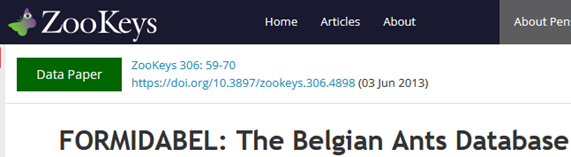 ZooKeys Home Articles About About Pens
Data Paper
ZooKeys 306: 59-70
https://doi.org/10.3897/zookeys.306.4898 (03 Jun 2013)
FORMIDABEL: The Belgian Ants Database